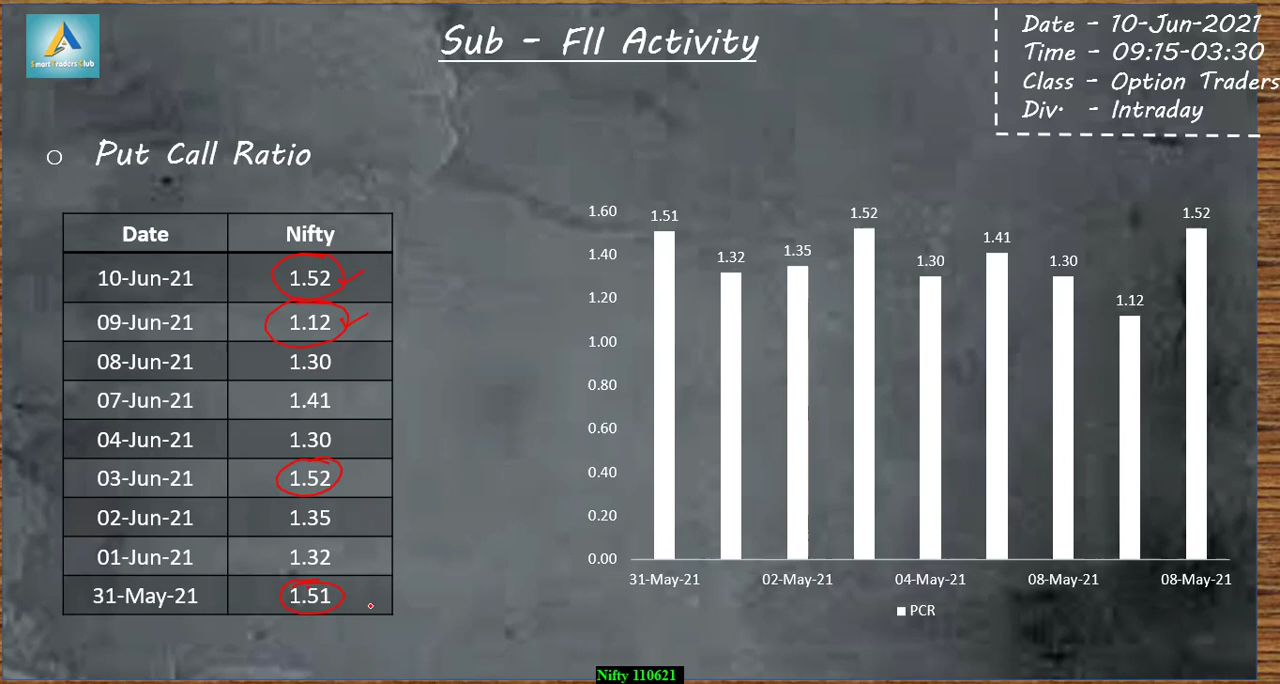 Smart Traders Club
Sub - FII Activity
Date - 10-Jun-2021
Time - 09:15-03:30
Class - Option Traders
Div. - Intraday
Put Call Ratio
Date Nifty
10-Jun-21 1.52
09-Jun-21 1.12
08-Jun-21 1.30
07-Jun-21 1.41
04-Jun-21 1.30
03-Jun-21 1.52
02-Jun-21 1.35
01-Jun-21 1.32
31-May-21 1.51
1.60
1.40
1.20
1.00
0.80
0.60
0.40
0.20
0.00
1.51 1.32 1.35 1.52 1.30 1.41 1.30 1.12 1.52
31-May-21 02-May-21 04-May-21 08-May-21 08-May-21
PCR
Nifty 110621